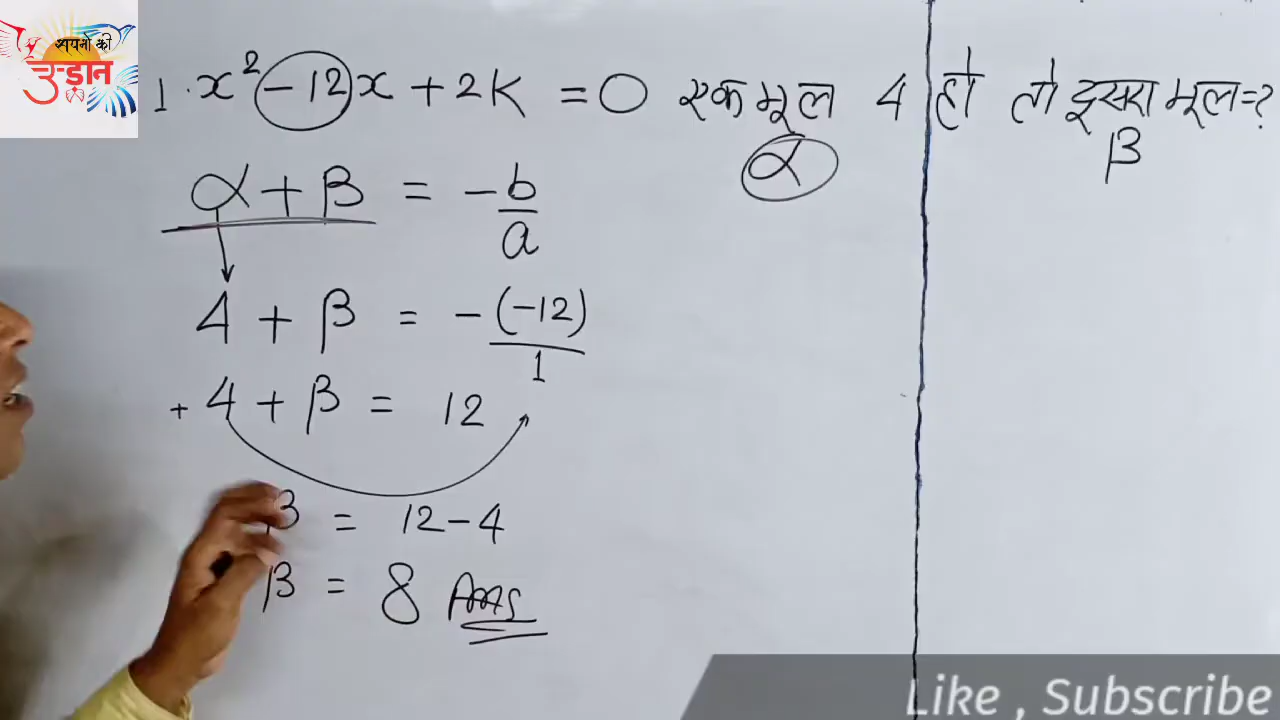 सपनो की
उड़ान
1. x² -12x + 2K = 0 एक मूल 4 हो तो दूसरा मूल=?
α β
α + β = -b/a
4 + β = -(-12)/1
+ 4 + β = 12
β = 12-4
β = 8 Ans
Like , Subscribe